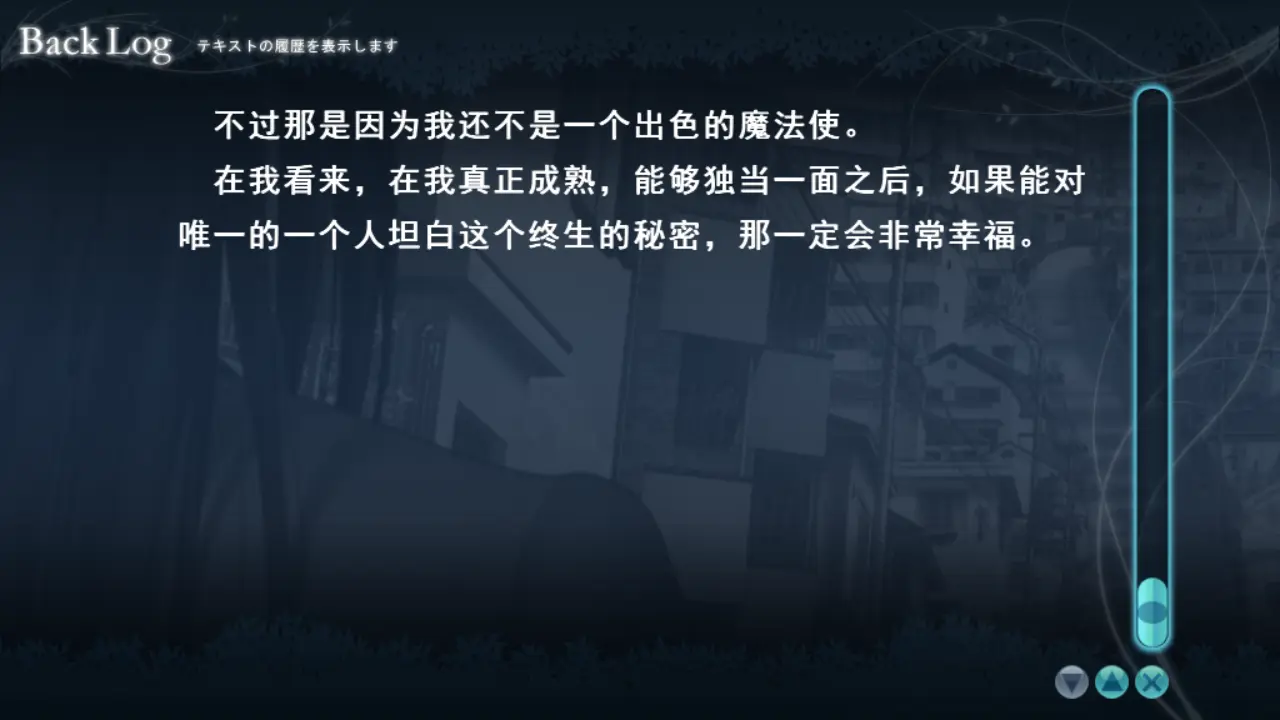 Back Log テキストの履歴を表示します
不过那是因为我还不是一个出色的魔法使。
在我看来，在我真正成熟，能够独当一面之后，如果能对
唯一的一个人坦白这个终生的秘密，那一定会非常幸福。